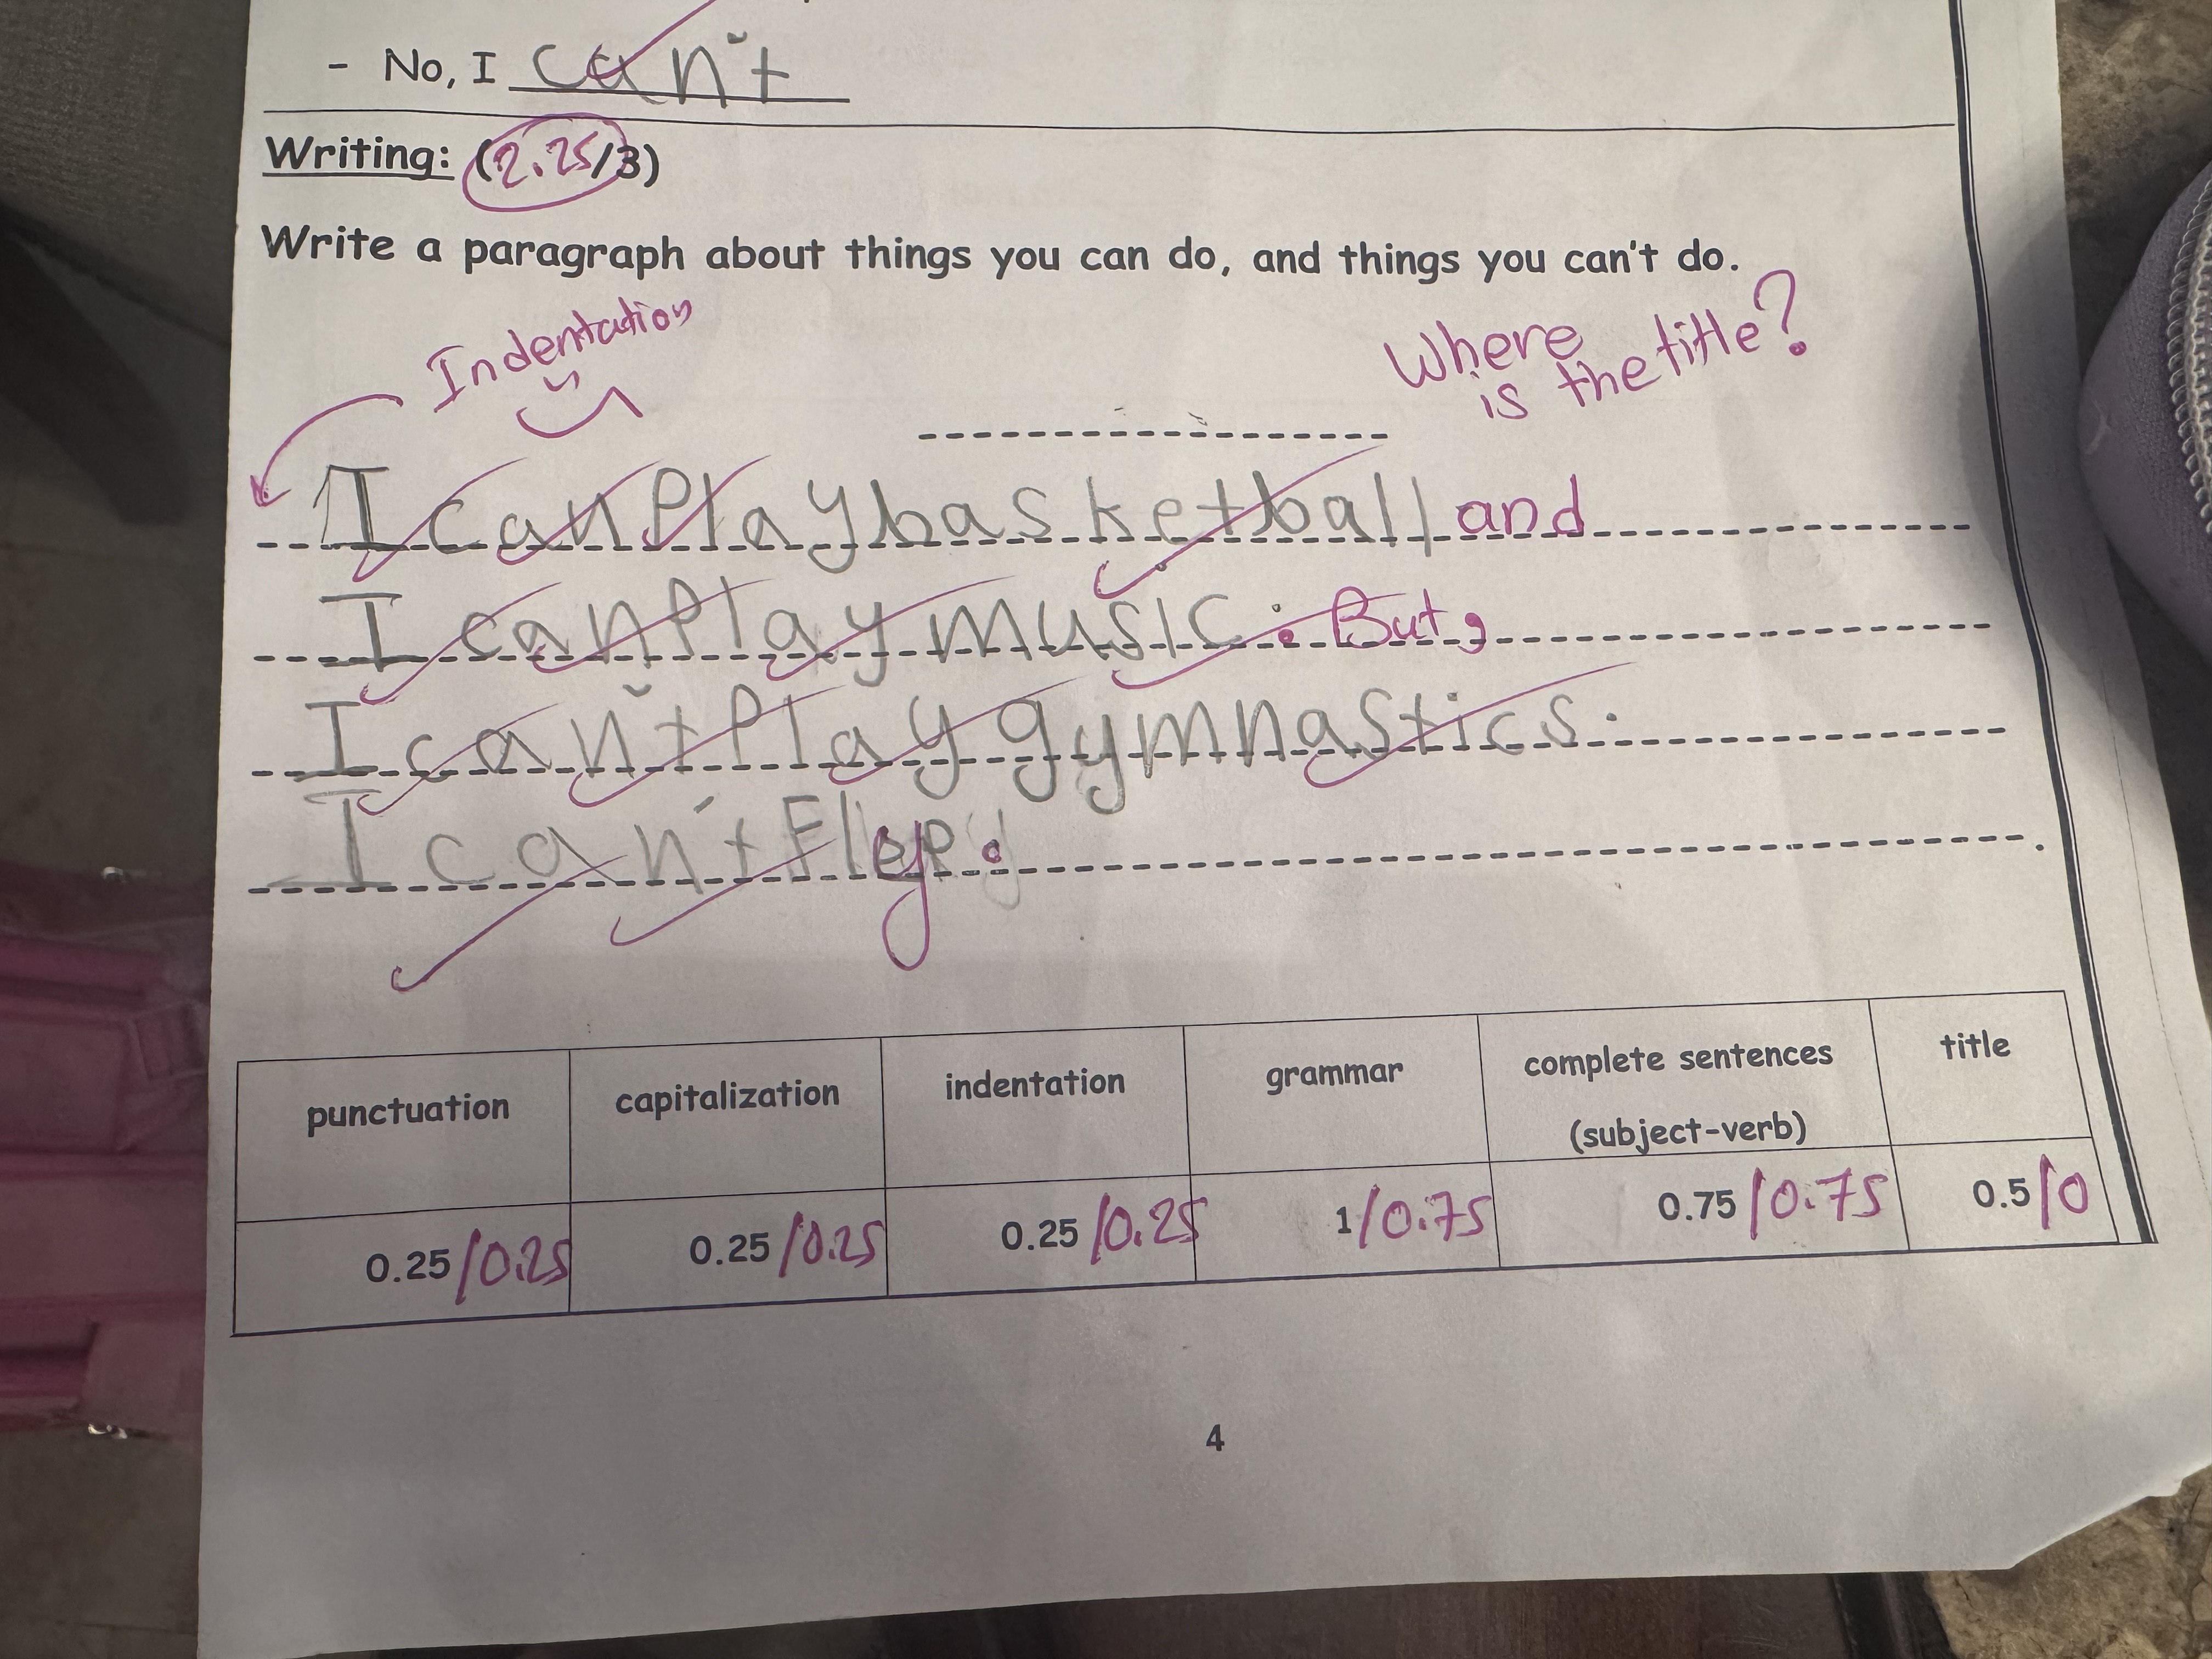 - No, I can't
Writing: (2.25/3)
Write a paragraph about things you can do, and things you can't do.
Indentation
Where is the title?
I can Play basketball and
I can Play music. But,
I can't Play gymnastics.
I can't Fly.
punctuation capitalization indentation grammar complete sentences (subject-verb) title
0.25/0.25 0.25/0.25 0.25/0.25 1/0.75 0.75/0.75 0.5/0
4